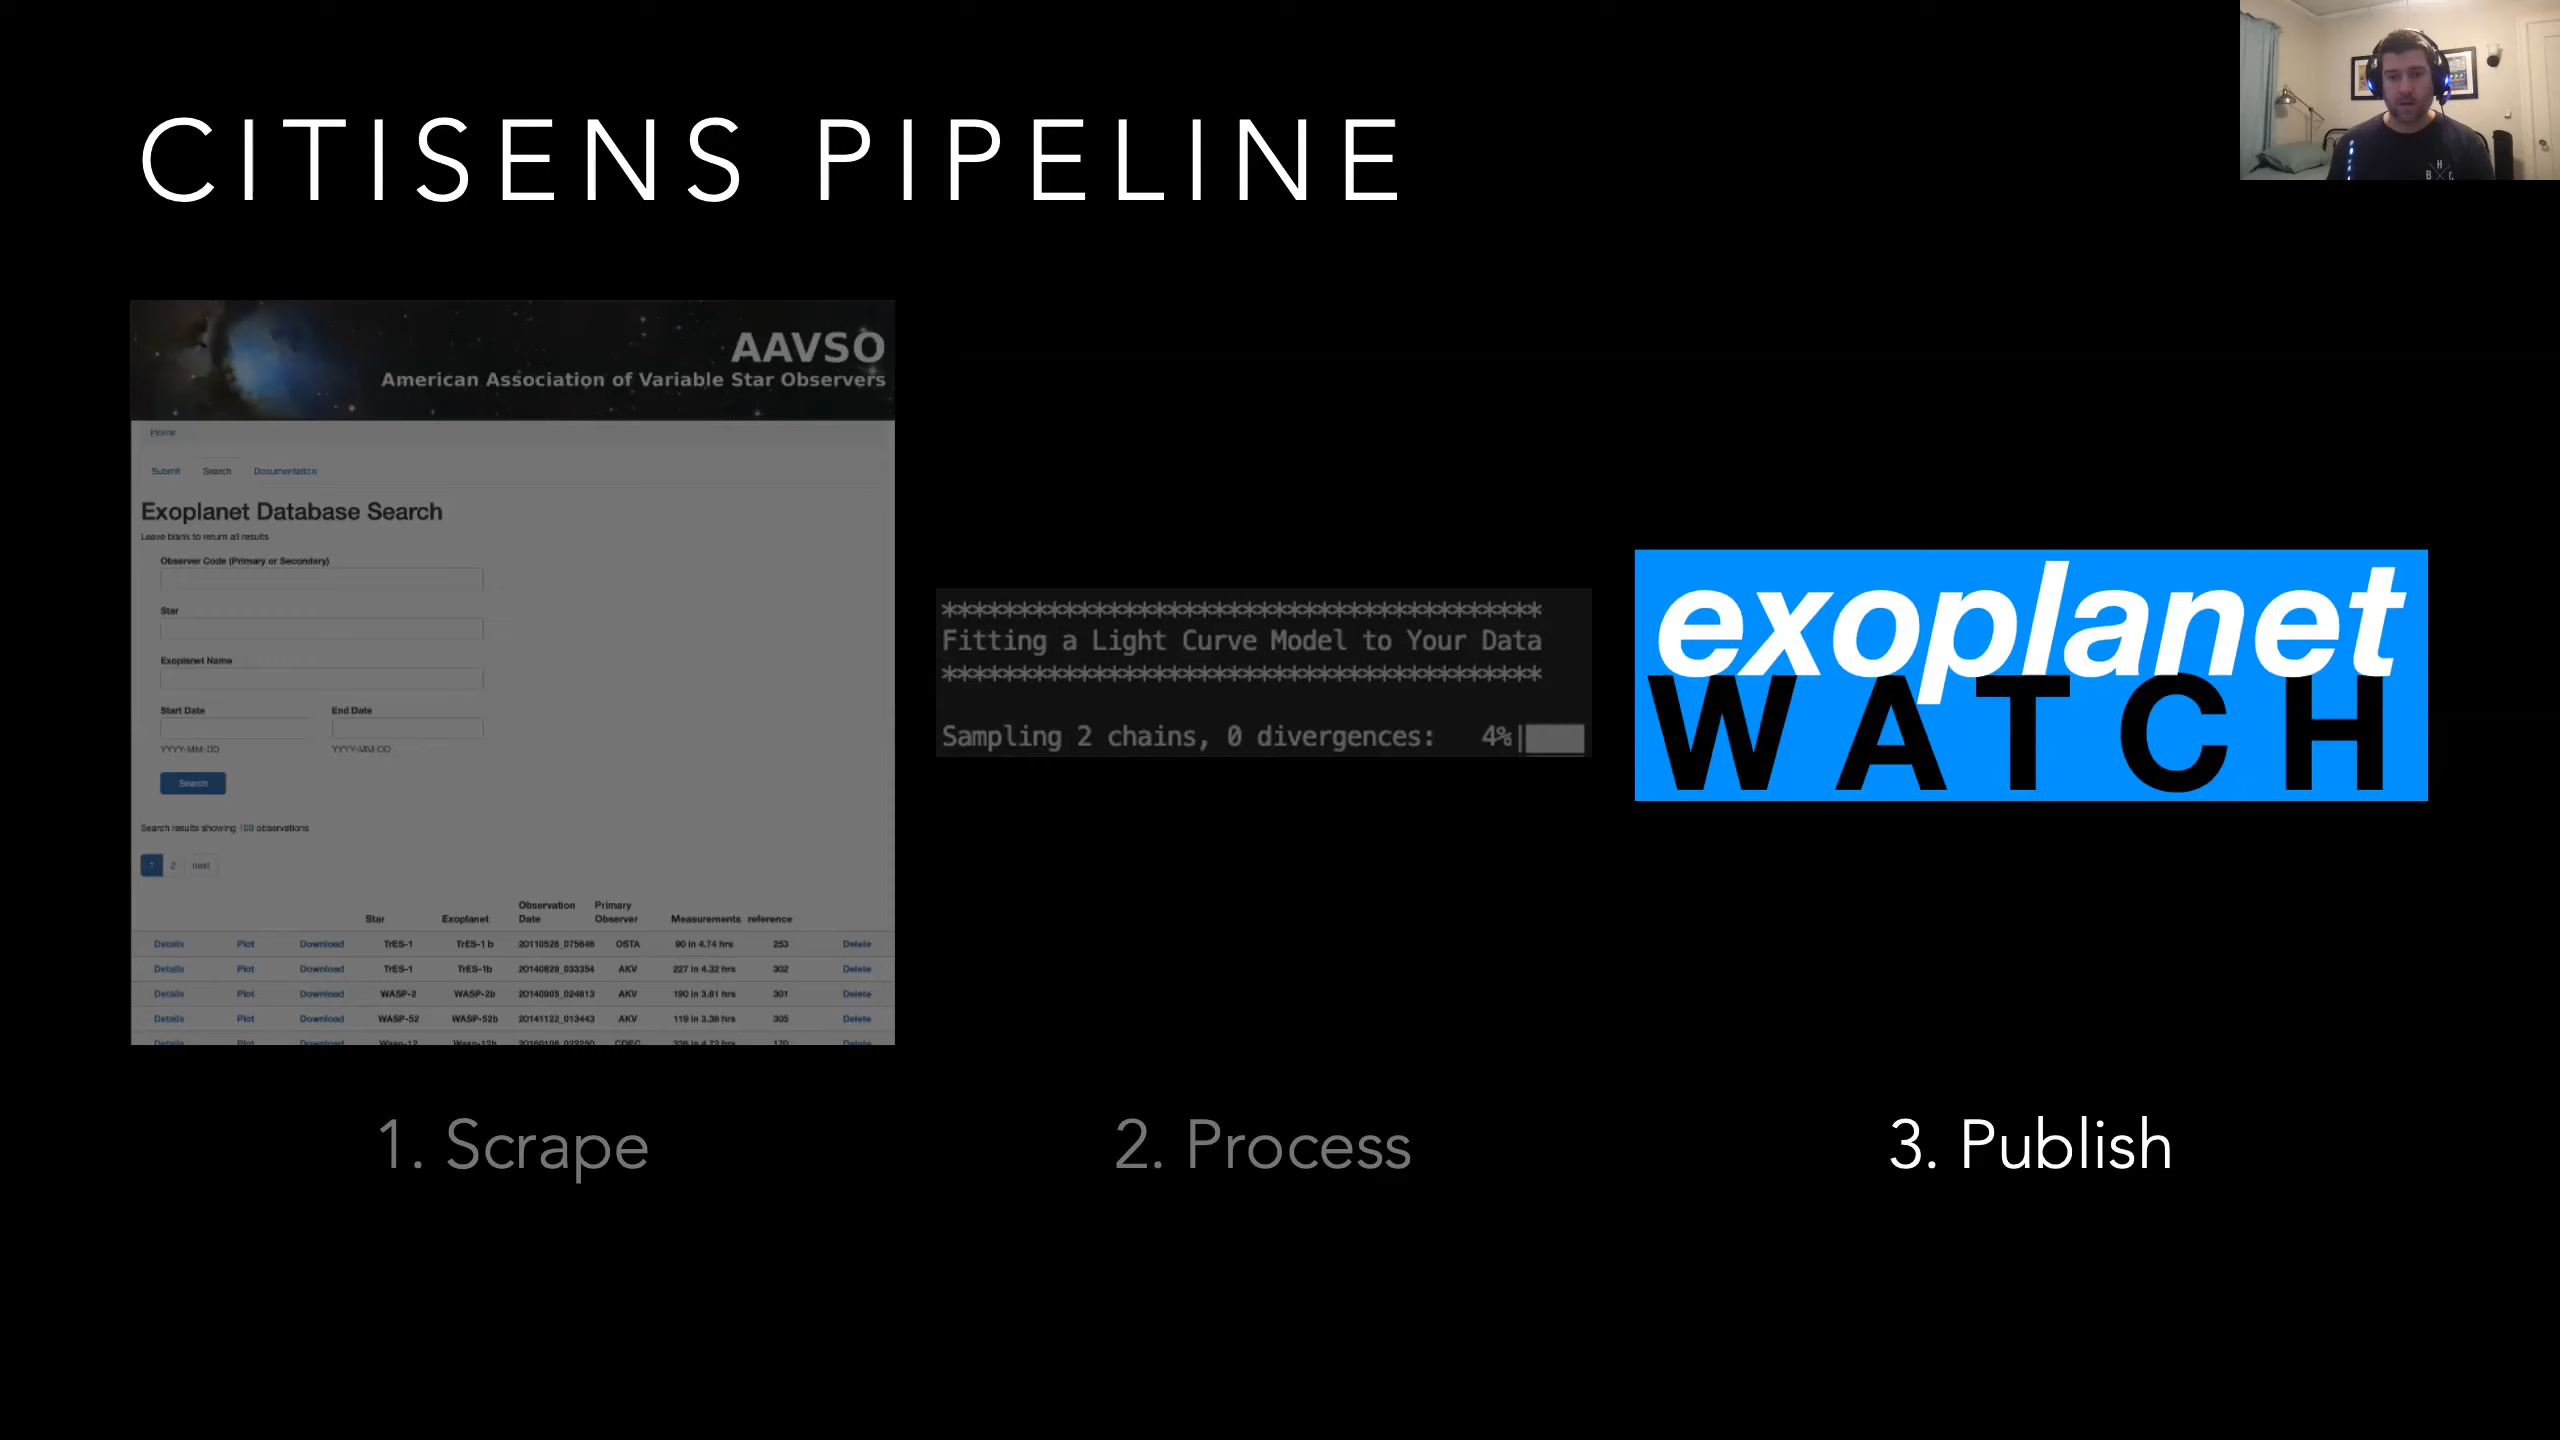 CITISENS PIPELINE
AAVSO
American Association of Variable Star Observers
Home
Submit Search Documentation
Exoplanet Database Search
Leave blank to return all results
Observer Code (Primary or Secondary)
Star
Exoplanet Name
Start Date End Date
YYYY-MM-DD YYYY-MM-DD
Search
Search results showing 100 observations
1 2 next
Star Exoplanet Observation Date Primary Observer Measurements reference
Details Plot Download TrES-1 TrES-1 b 20110526_075646 OSTA 90 in 4.74 hrs 253 Delete
Details Plot Download TrES-1 TrES-1b 20140829_033354 AKV 227 in 4.32 hrs 302 Delete
Details Plot Download WASP-2 WASP-2b 20140905_024813 AKV 190 in 3.81 hrs 301 Delete
Details Plot Download WASP-52 WASP-52b 20141122_013443 AKV 119 in 3.38 hrs 305 Delete
****************************************
Fitting a Light Curve Model to Your Data
****************************************
Sampling 2 chains, 0 divergences: 4%|
exoplanet
WATCH
1. Scrape
2. Process
3. Publish
H
B C